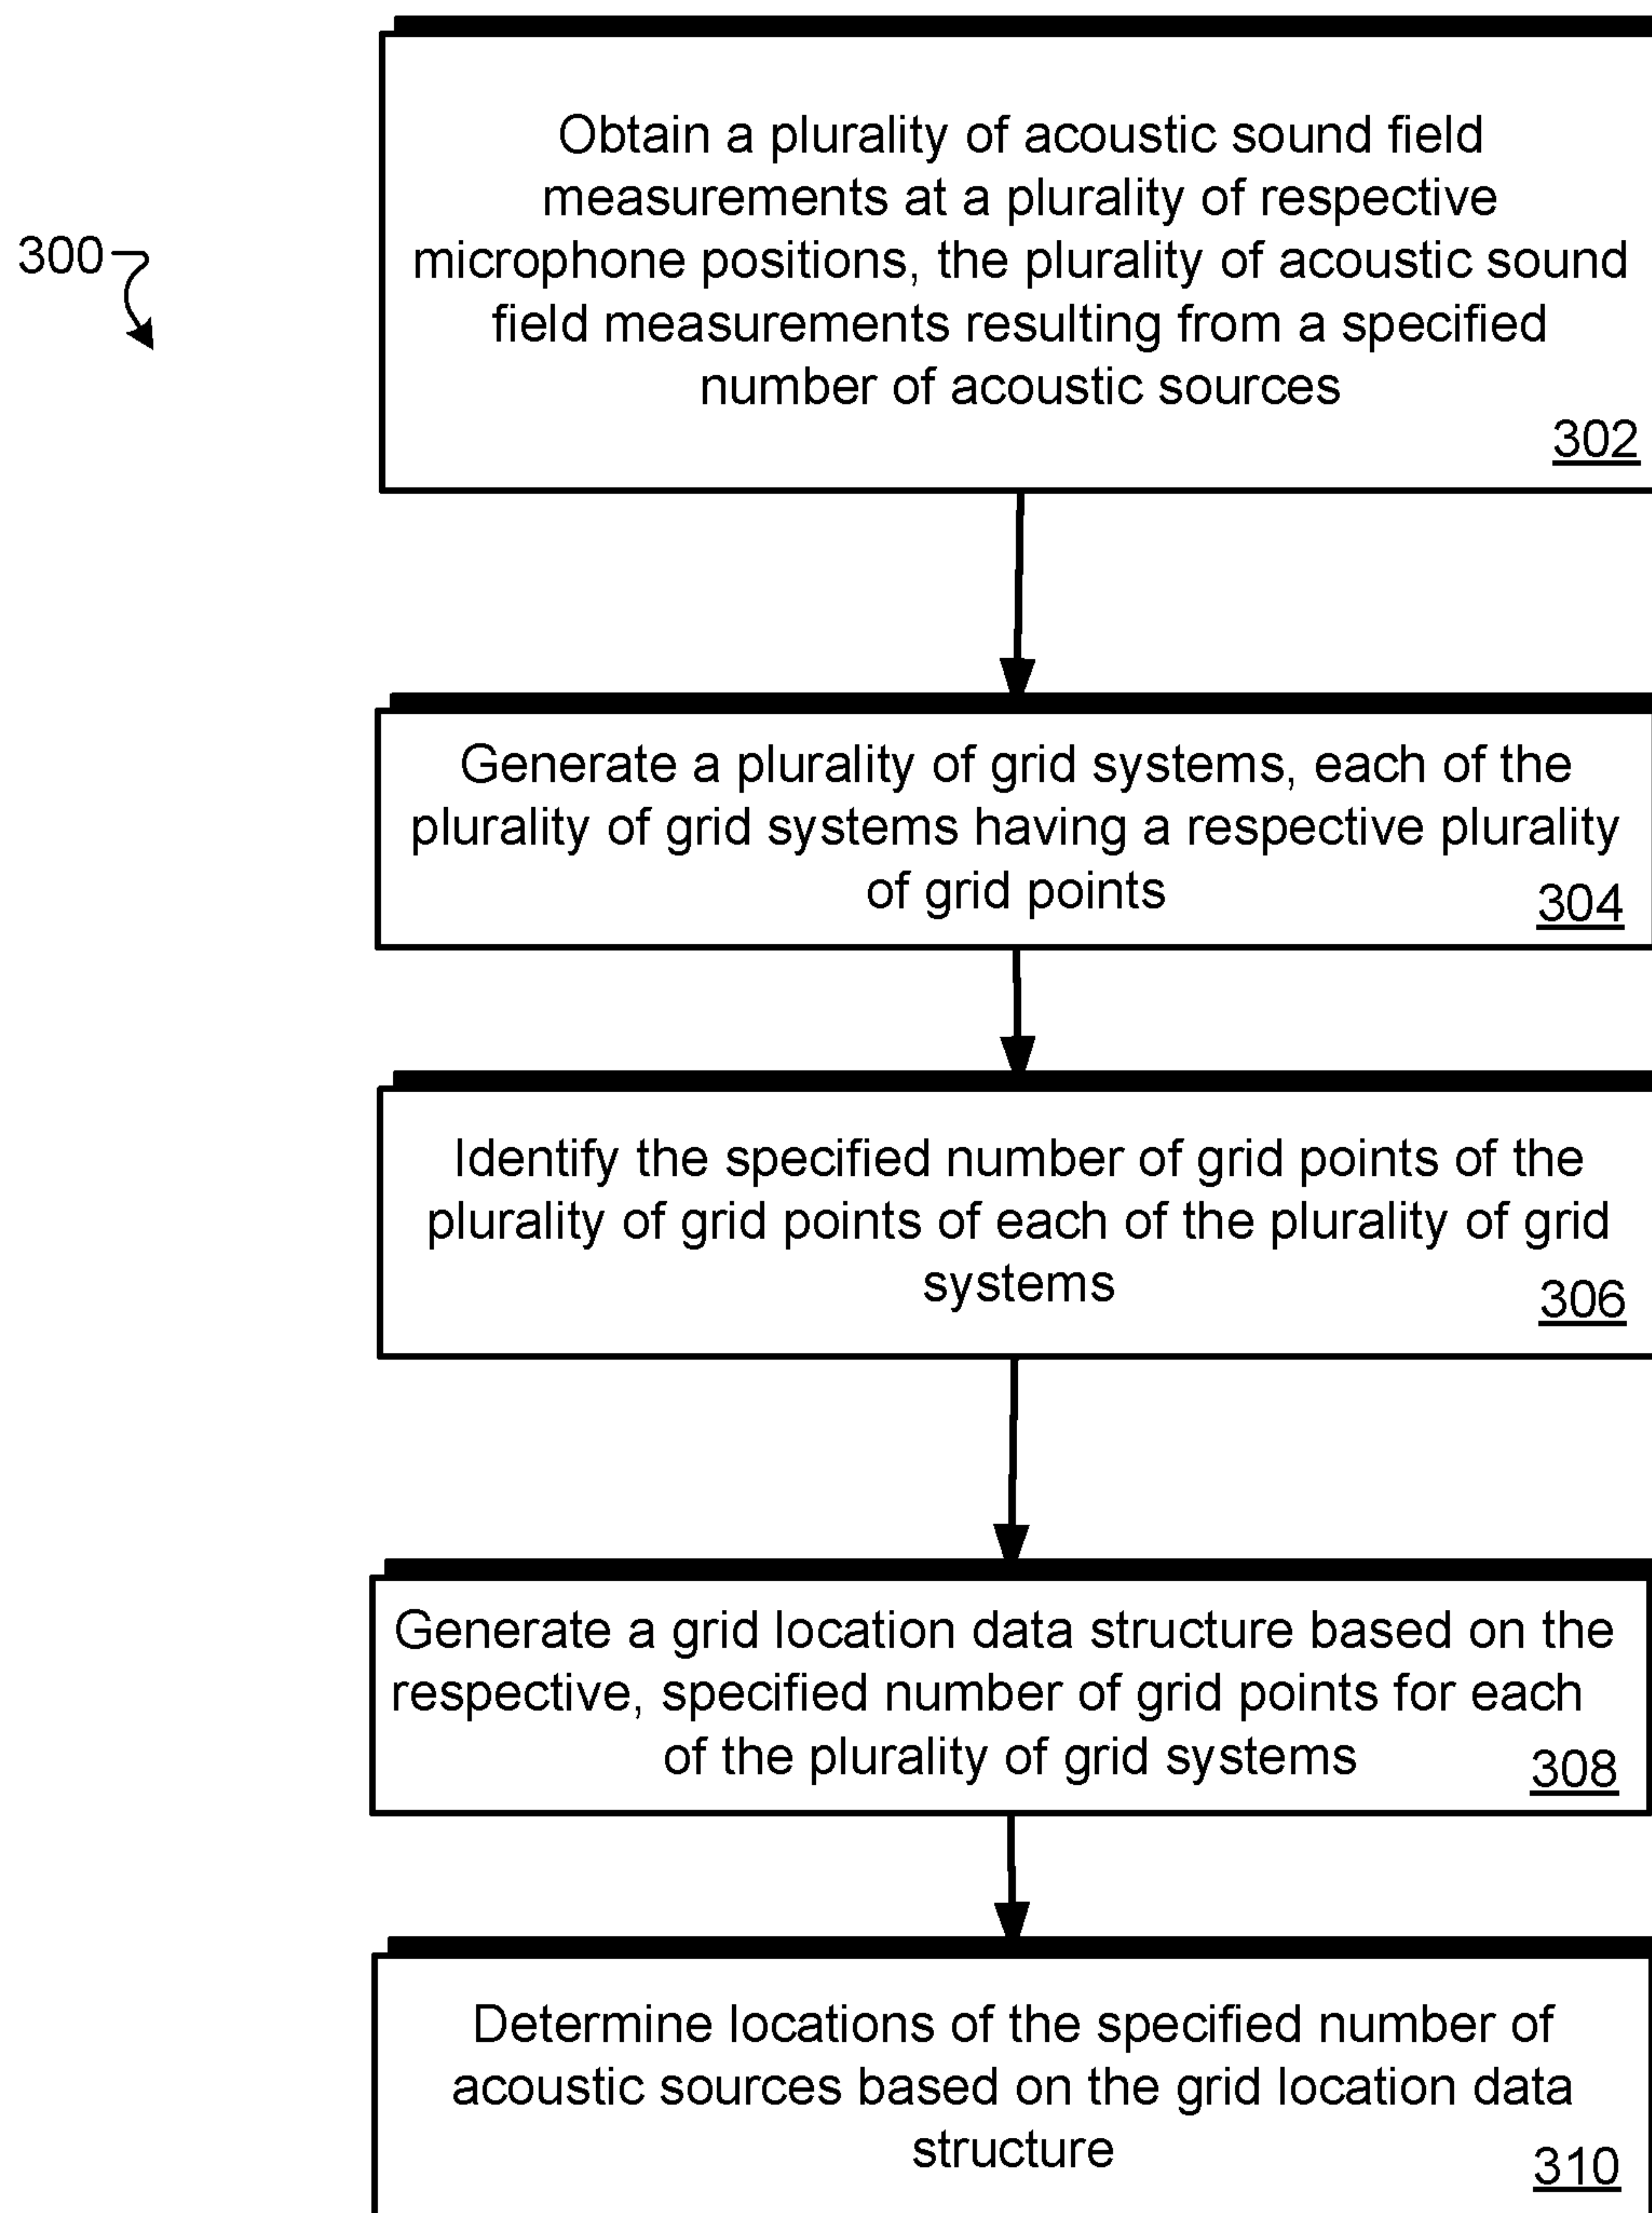 300
Obtain a plurality of acoustic sound field
measurements at a plurality of respective
microphone positions, the plurality of acoustic sound
field measurements resulting from a specified
number of acoustic sources
302
Generate a plurality of grid systems, each of the
plurality of grid systems having a respective plurality
of grid points
304
Identify the specified number of grid points of the
plurality of grid points of each of the plurality of grid
systems
306
Generate a grid location data structure based on the
respective, specified number of grid points for each
of the plurality of grid systems
308
Determine locations of the specified number of
acoustic sources based on the grid location data
structure
310